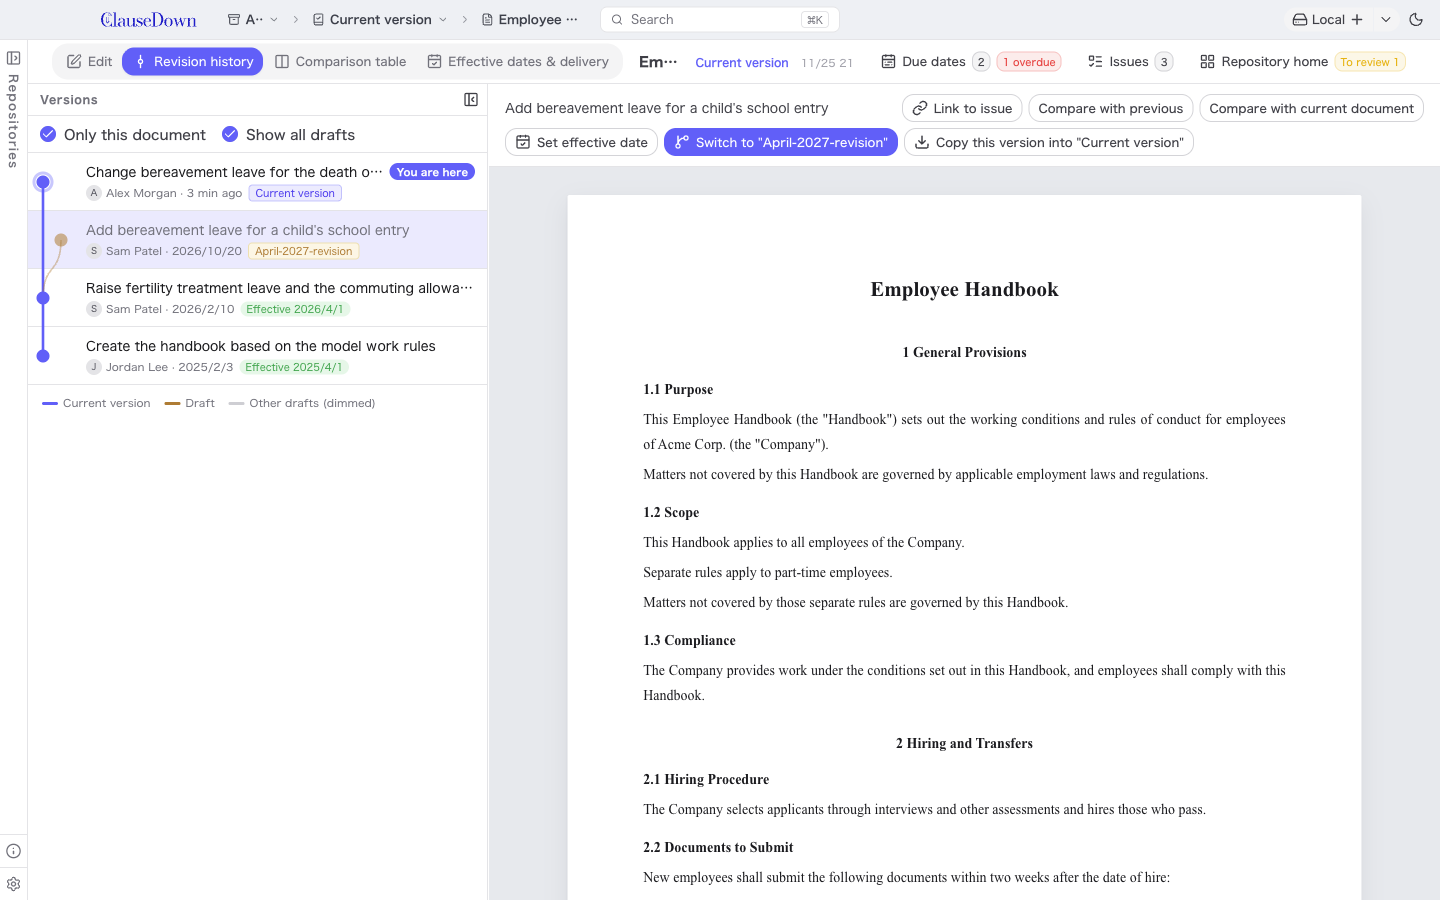 ClauseDown
A··
Current version
Employee ···
Search
⌘K
Local
Repositories
Edit
Revision history
Comparison table
Effective dates & delivery
Em···
Current version
11/25 21
Due dates
2
1 overdue
Issues
3
Repository home
To review 1
Versions
Only this document
Show all drafts
Change bereavement leave for the death o···
You are here
A
Alex Morgan · 3 min ago
Current version
Add bereavement leave for a child's school entry
S
Sam Patel · 2026/10/20
April-2027-revision
Raise fertility treatment leave and the commuting allowa···
S
Sam Patel · 2026/2/10
Effective 2026/4/1
Create the handbook based on the model work rules
J
Jordan Lee · 2025/2/3
Effective 2025/4/1
Current version
Draft
Other drafts (dimmed)
Add bereavement leave for a child's school entry
Link to issue
Compare with previous
Compare with current document
Set effective date
Switch to "April-2027-revision"
Copy this version into "Current version"
Employee Handbook
1 General Provisions
1.1 Purpose
This Employee Handbook (the "Handbook") sets out the working conditions and rules of conduct for employees
of Acme Corp. (the "Company").
Matters not covered by this Handbook are governed by applicable employment laws and regulations.
1.2 Scope
This Handbook applies to all employees of the Company.
Separate rules apply to part-time employees.
Matters not covered by those separate rules are governed by this Handbook.
1.3 Compliance
The Company provides work under the conditions set out in this Handbook, and employees shall comply with this
Handbook.
2 Hiring and Transfers
2.1 Hiring Procedure
The Company selects applicants through interviews and other assessments and hires those who pass.
2.2 Documents to Submit
New employees shall submit the following documents within two weeks after the date of hire: